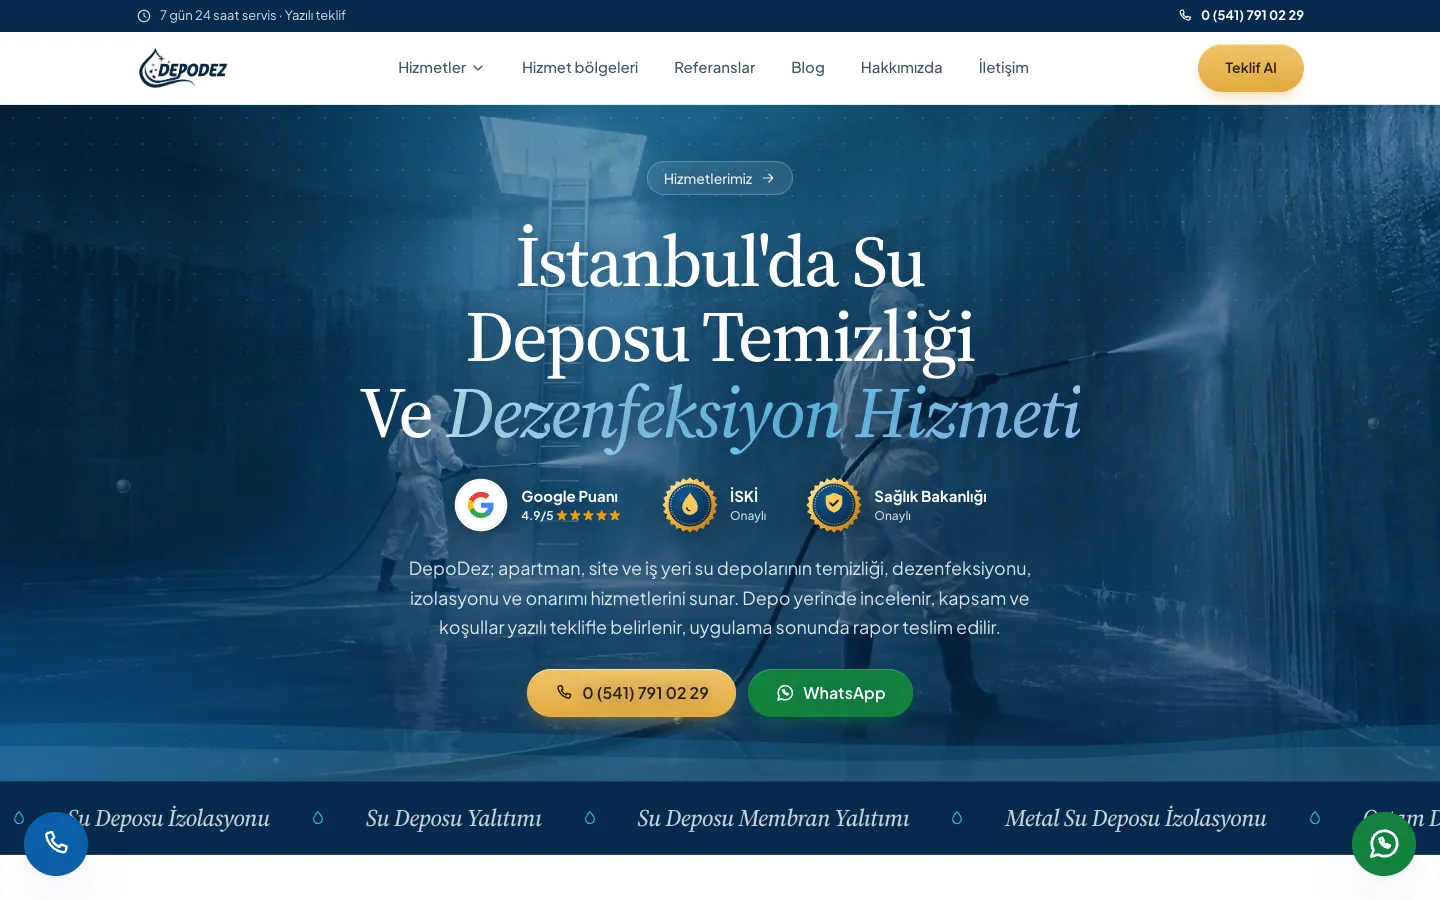 7 gün 24 saat servis · Yazılı teklif
0 (541) 791 02 29
DEPODEZ
Hizmetler
Hizmet bölgeleri
Referanslar
Blog
Hakkımızda
İletişim
Teklif Al
Hizmetlerimiz
İstanbul'da Su
Deposu Temizliği
Ve Dezenfeksiyon Hizmeti
Google Puanı
4.9/5
İSKİ
Onaylı
Sağlık Bakanlığı
Onaylı
DepoDez; apartman, site ve iş yeri su depolarının temizliği, dezenfeksiyonu,
izolasyonu ve onarımı hizmetlerini sunar. Depo yerinde incelenir, kapsam ve
koşullar yazılı teklifle belirlenir, uygulama sonunda rapor teslim edilir.
0 (541) 791 02 29
WhatsApp
Su Deposu İzolasyonu
Su Deposu Yalıtımı
Su Deposu Membran Yalıtımı
Metal Su Deposu İzolasyonu